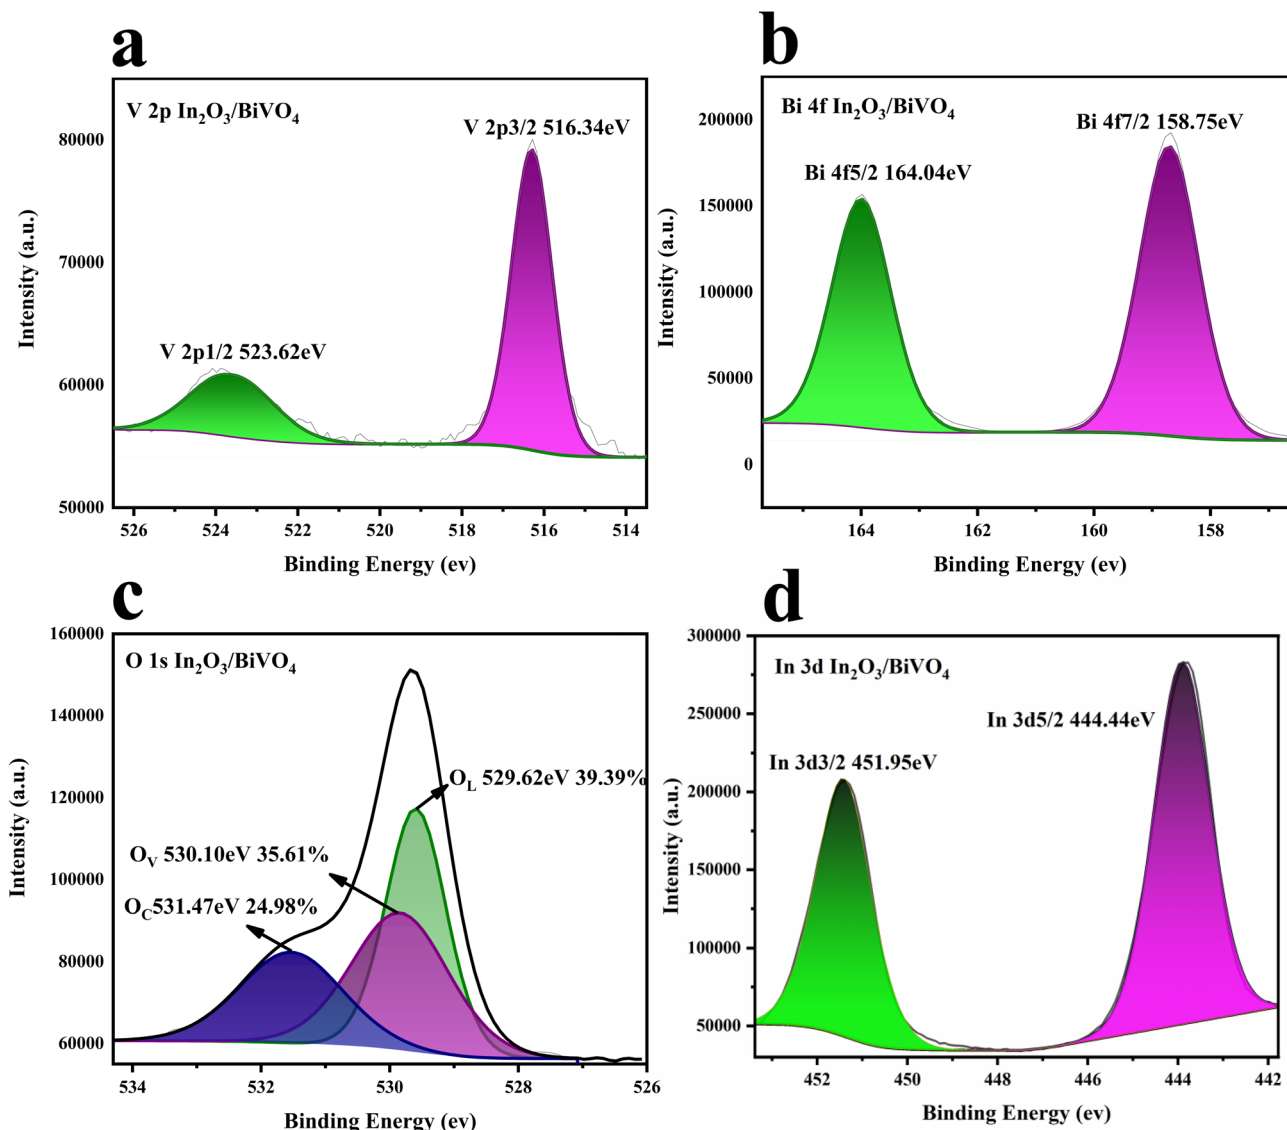 a
V 2p In₂O₃/BiVO₄
V 2p3/2 516.34eV
V 2p1/2 523.62eV
80000
70000
60000
50000
526 524 522 520 518 516 514
Intensity (a.u.)
Binding Energy (ev)
b
Bi 4f In₂O₃/BiVO₄
Bi 4f7/2 158.75eV
Bi 4f5/2 164.04eV
200000
150000
100000
50000
0
164 162 160 158
Intensity (a.u.)
Binding Energy (ev)
c
O 1s In₂O₃/BiVO₄
O_L 529.62eV 39.39%
O_V 530.10eV 35.61%
O_C531.47eV 24.98%
160000
140000
120000
100000
80000
60000
534 532 530 528 526
Intensity (a.u.)
Binding Energy (ev)
d
In 3d In₂O₃/BiVO₄
In 3d5/2 444.44eV
In 3d3/2 451.95eV
300000
250000
200000
150000
100000
50000
452 450 448 446 444 442
Intensity (a.u.)
Binding Energy (ev)